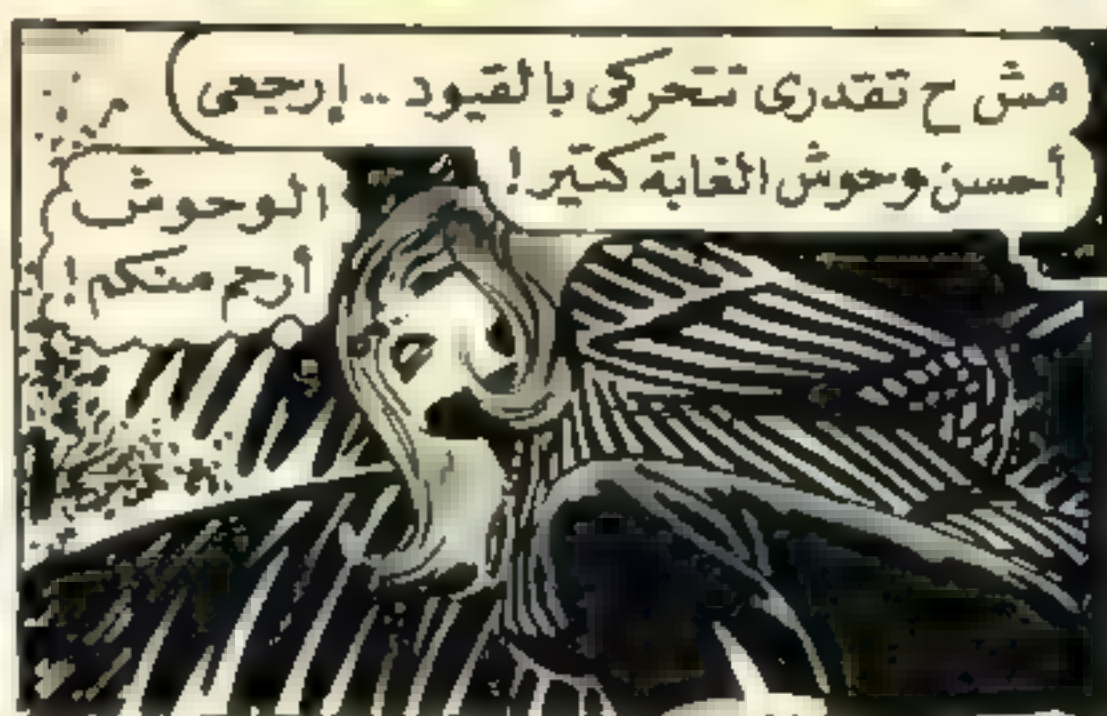 مش ح تقدرى تتحركى بالقيود .. إرجعى
أحسن وحوش الغابة كتير!
الوحوش
أرحم منكم!